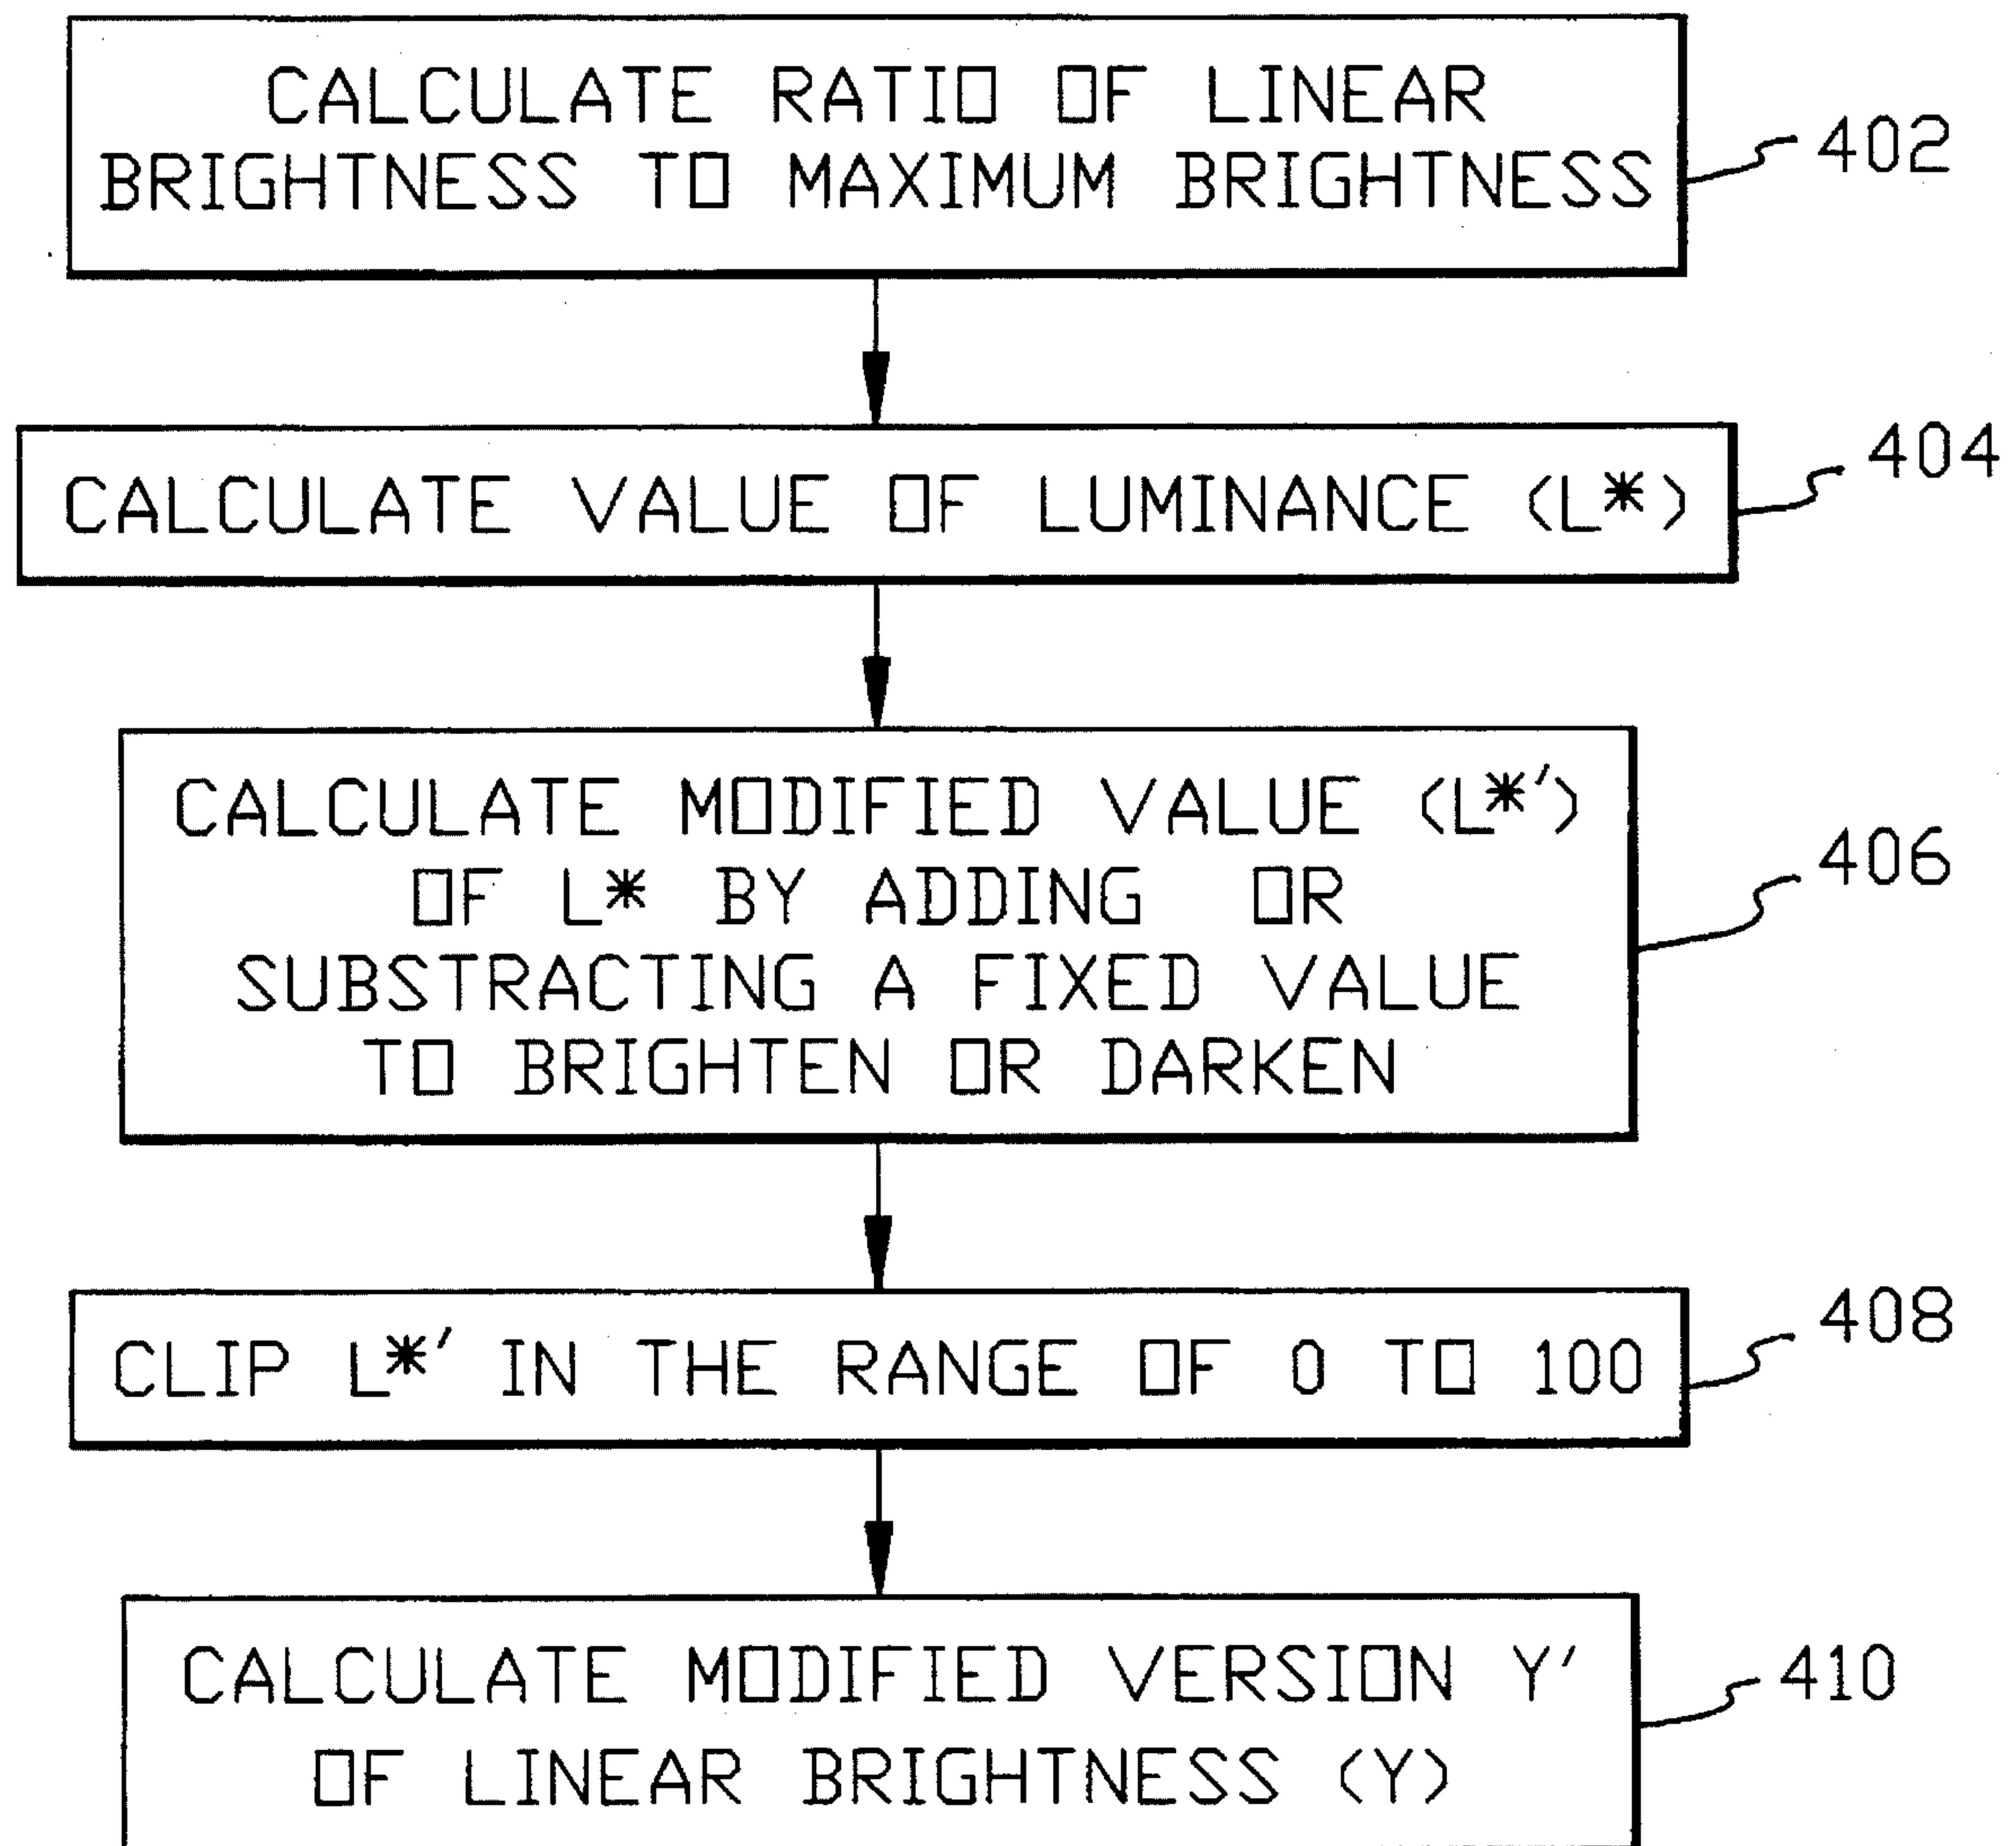 CALCULATE RATIO OF LINEAR
BRIGHTNESS TO MAXIMUM BRIGHTNESS
402
CALCULATE VALUE OF LUMINANCE (L*)
404
CALCULATE MODIFIED VALUE (L*')
OF L* BY ADDING OR
SUBSTRACTING A FIXED VALUE
TO BRIGHTEN OR DARKEN
406
CLIP L*' IN THE RANGE OF 0 TO 100
408
CALCULATE MODIFIED VERSION Y'
OF LINEAR BRIGHTNESS (Y)
410